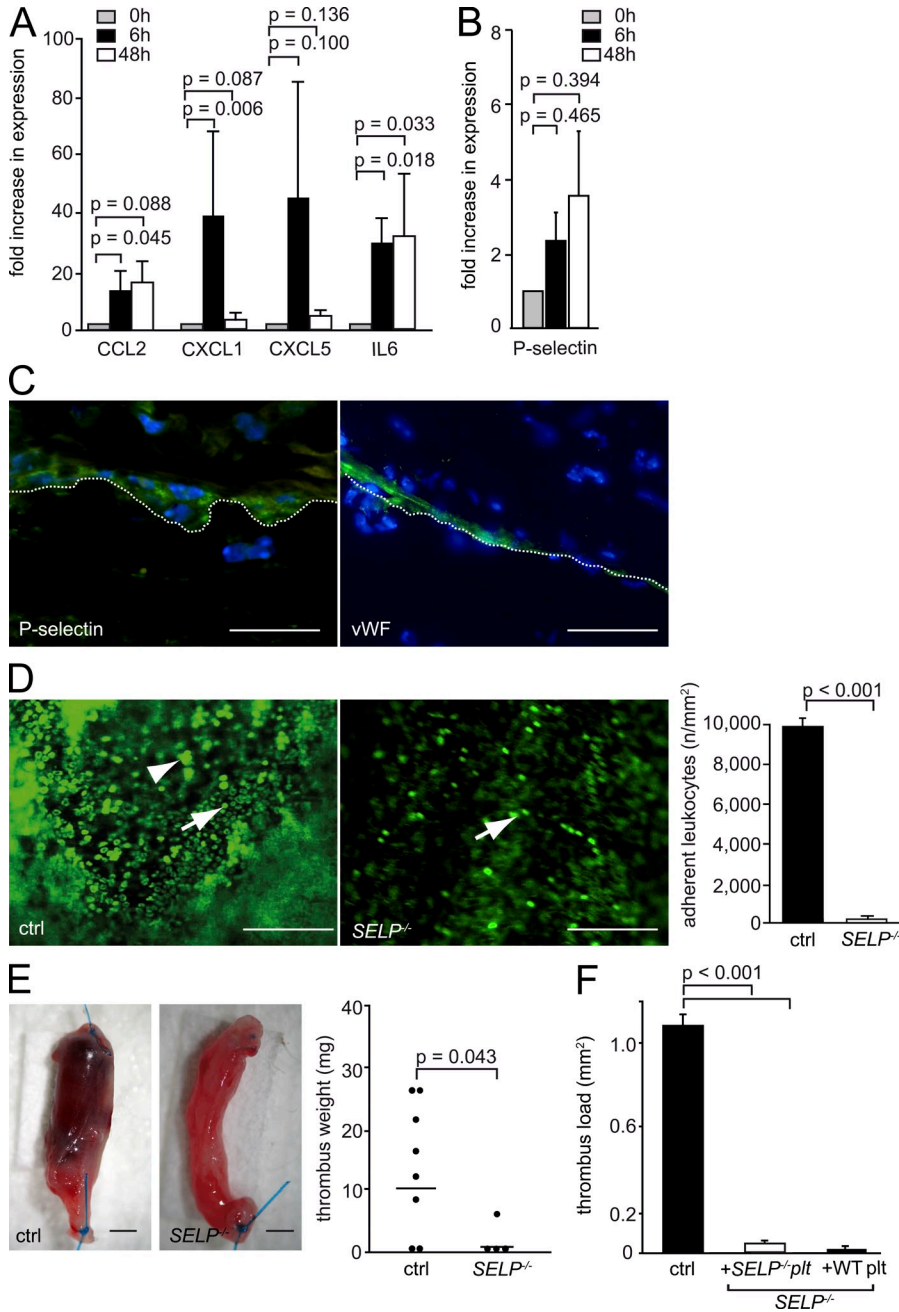 A
0h
6h
48h
fold increase in expression
100
80
60
40
20
0
p = 0.088
p = 0.045
p = 0.087
p = 0.006
p = 0.136
p = 0.100
p = 0.033
p = 0.018
CCL2 CXCL1 CXCL5 IL6
B
0h
6h
48h
fold increase in expression
8
6
4
2
0
p = 0.394
p = 0.465
P-selectin
C
P-selectin
vWF
D
ctrl
SELP-/-
adherent leukocytes (n/mm²)
p < 0.001
10,000
8,000
6,000
4,000
2,000
0
ctrl SELP-/-
E
ctrl
SELP-/-
thrombus weight (mg)
40
30
20
10
0
p = 0.043
ctrl SELP-/-
F
p < 0.001
thrombus load (mm²)
1.0
0.6
0.2
0
ctrl +SELP-/-plt +WT plt
SELP-/-